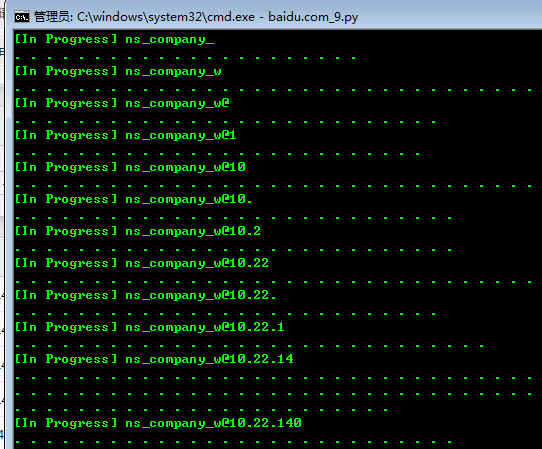 管理员: C:\windows\system32\cmd.exe - baidu.com_9.py
[In Progress] ns_company_
. . . . . . . . . . . . . . . . . . . . . .
[In Progress] ns_company_w
. . . . . . . . . . . . . . . . . . . . . . . . . . . . . . . . .
[In Progress] ns_company_w@
. . . . . . . . . . . . . . . . . . . . . . . . . . .
[In Progress] ns_company_w@1
. . . . . . . . . . . . . . . . . . . . . . . . . .
[In Progress] ns_company_w@10
. . . . . . . . . . . . . . . . . . . . . . . . . . . . . . . . .
[In Progress] ns_company_w@10.
. . . . . . . . . . . . . . . . . . . . . . . . . . . .
[In Progress] ns_company_w@10.2
. . . . . . . . . . . . . . . . . . . . . . . . . . . .
[In Progress] ns_company_w@10.22
. . . . . . . . . . . . . . . . . . . . . . . . . . . . . . . . .
[In Progress] ns_company_w@10.22.
. . . . . . . . . . . . . . . . . . . . . . . . . . .
[In Progress] ns_company_w@10.22.1
. . . . . . . . . . . . . . . . . . . . . . . . . . . . . .
[In Progress] ns_company_w@10.22.14
. . . . . . . . . . . . . . . . . . . . . . . . . . . . . . . . .
. . . . . . . . . . . . . . . . . . . . . . . . . . . . . . . . .
. . . . . . . . . . . . . . . . . . . . . . . .
[In Progress] ns_company_w@10.22.140
. . . . . . . . . . . . . . . . . . . . . . . . . . . .